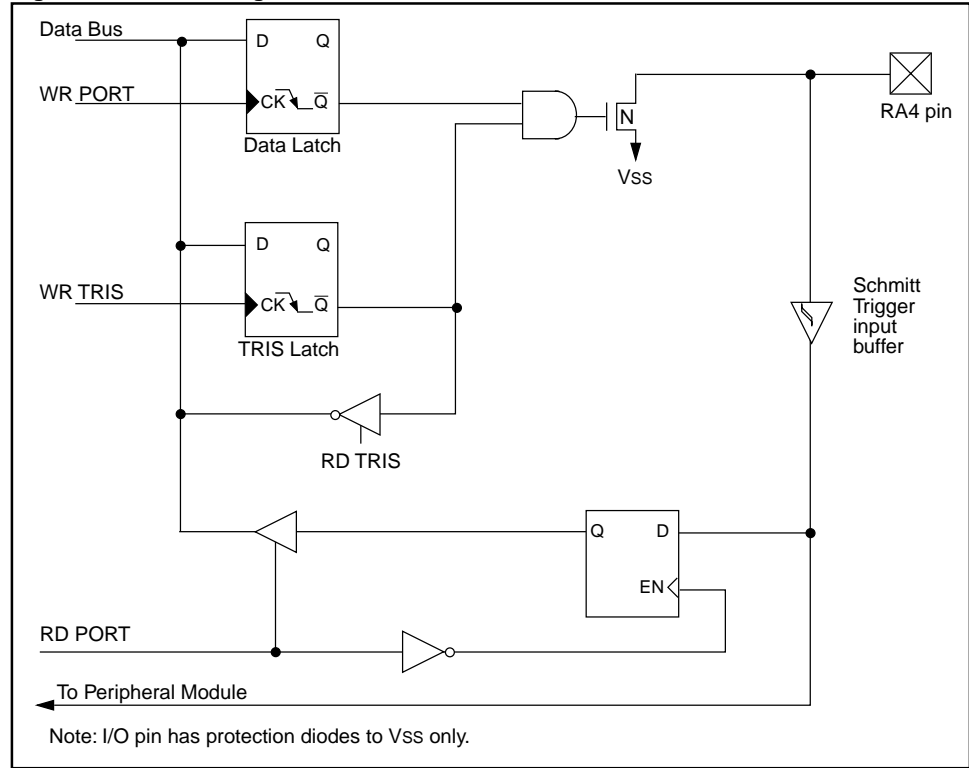 Data Bus
D Q
WR PORT
CK Q
Data Latch
N
VSS
RA4 pin
D Q
WR TRIS
CK Q
TRIS Latch
Schmitt
Trigger
input
buffer
RD TRIS
Q D
EN
RD PORT
To Peripheral Module
Note: I/O pin has protection diodes to VSS only.